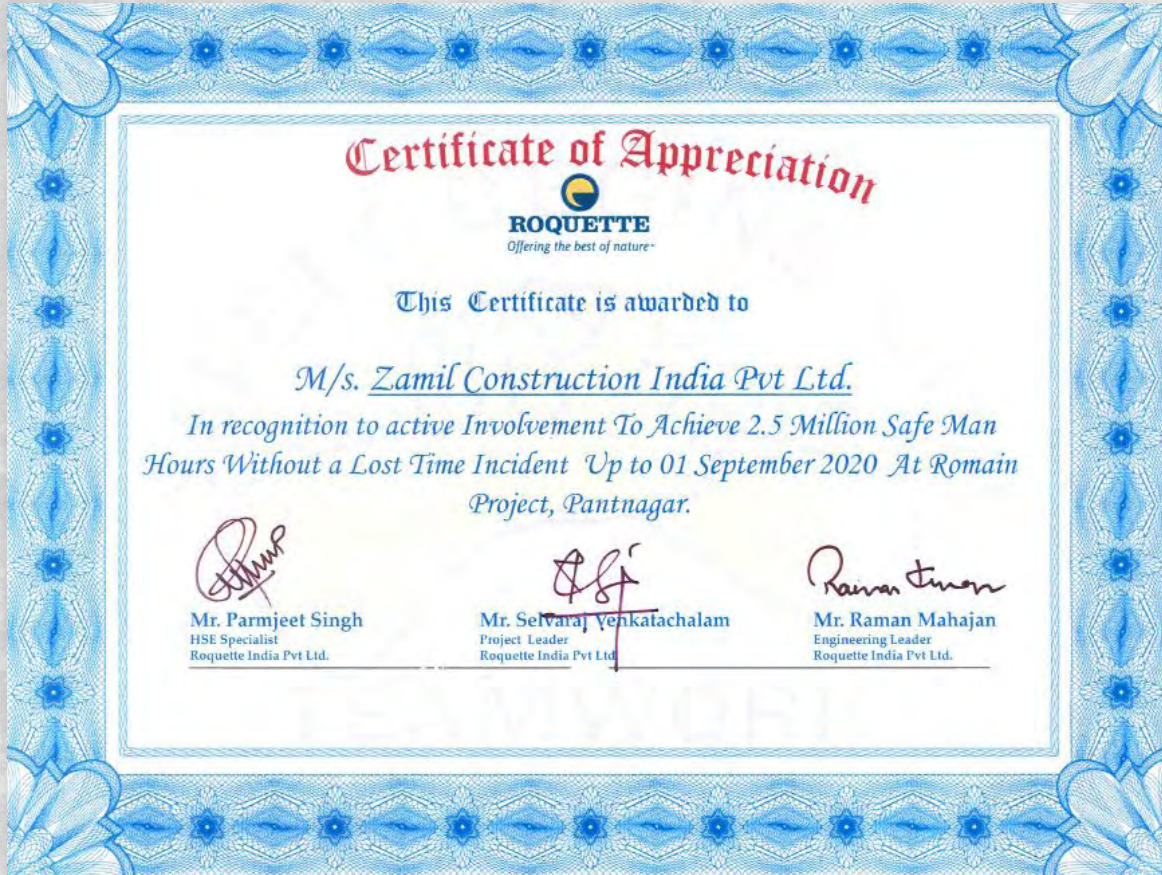 Certificate of Appreciation
ROQUETTE
Offering the best of nature™
This Certificate is awarded to
M/s. Zamil Construction India Pvt Ltd.
In recognition to active Involvement To Achieve 2.5 Million Safe Man
Hours Without a Lost Time Incident Up to 01 September 2020 At Romain
Project, Pantnagar.
Mr. Parmjeet Singh
HSE Specialist
Roquette India Pvt Ltd.
Mr. Selvaraj Venkatachalam
Project Leader
Roquette India Pvt Ltd
Mr. Raman Mahajan
Engineering Leader
Roquette India Pvt Ltd.
TEAMWORK